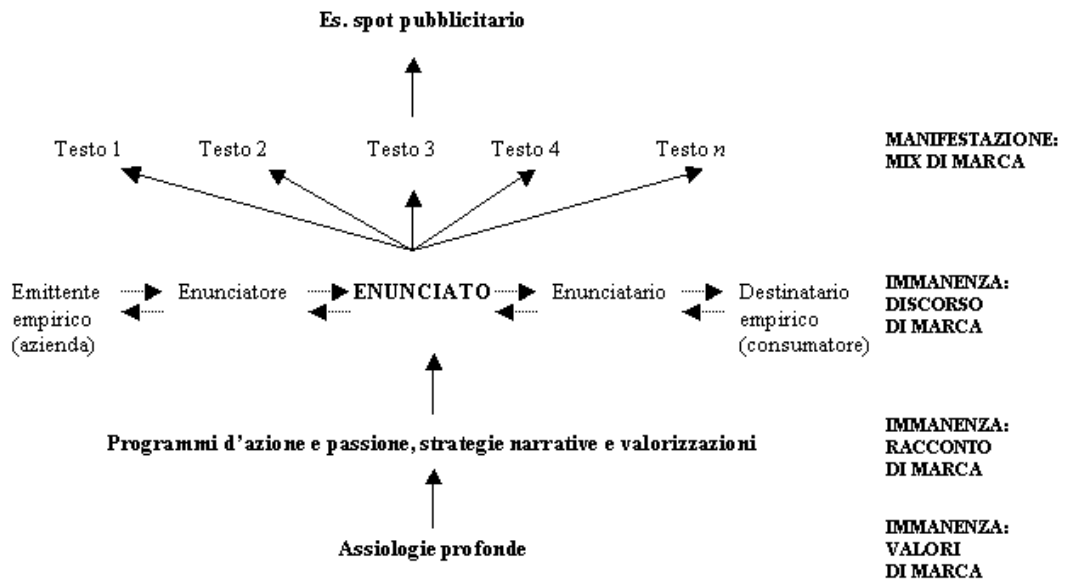 Es. spot pubblicitario
Testo 1 Testo 2 Testo 3 Testo 4 Testo n
MANIFESTAZIONE:
MIX DI MARCA
Emittente
empirico
(azienda)
Enunciatore
ENUNCIATO
Enunciatario
Destinatario
empirico
(consumatore)
IMMANENZA:
DISCORSO
DI MARCA
Programmi d'azione e passione, strategie narrative e valorizzazioni
IMMANENZA:
RACCONTO
DI MARCA
Assiologie profonde
IMMANENZA:
VALORI
DI MARCA